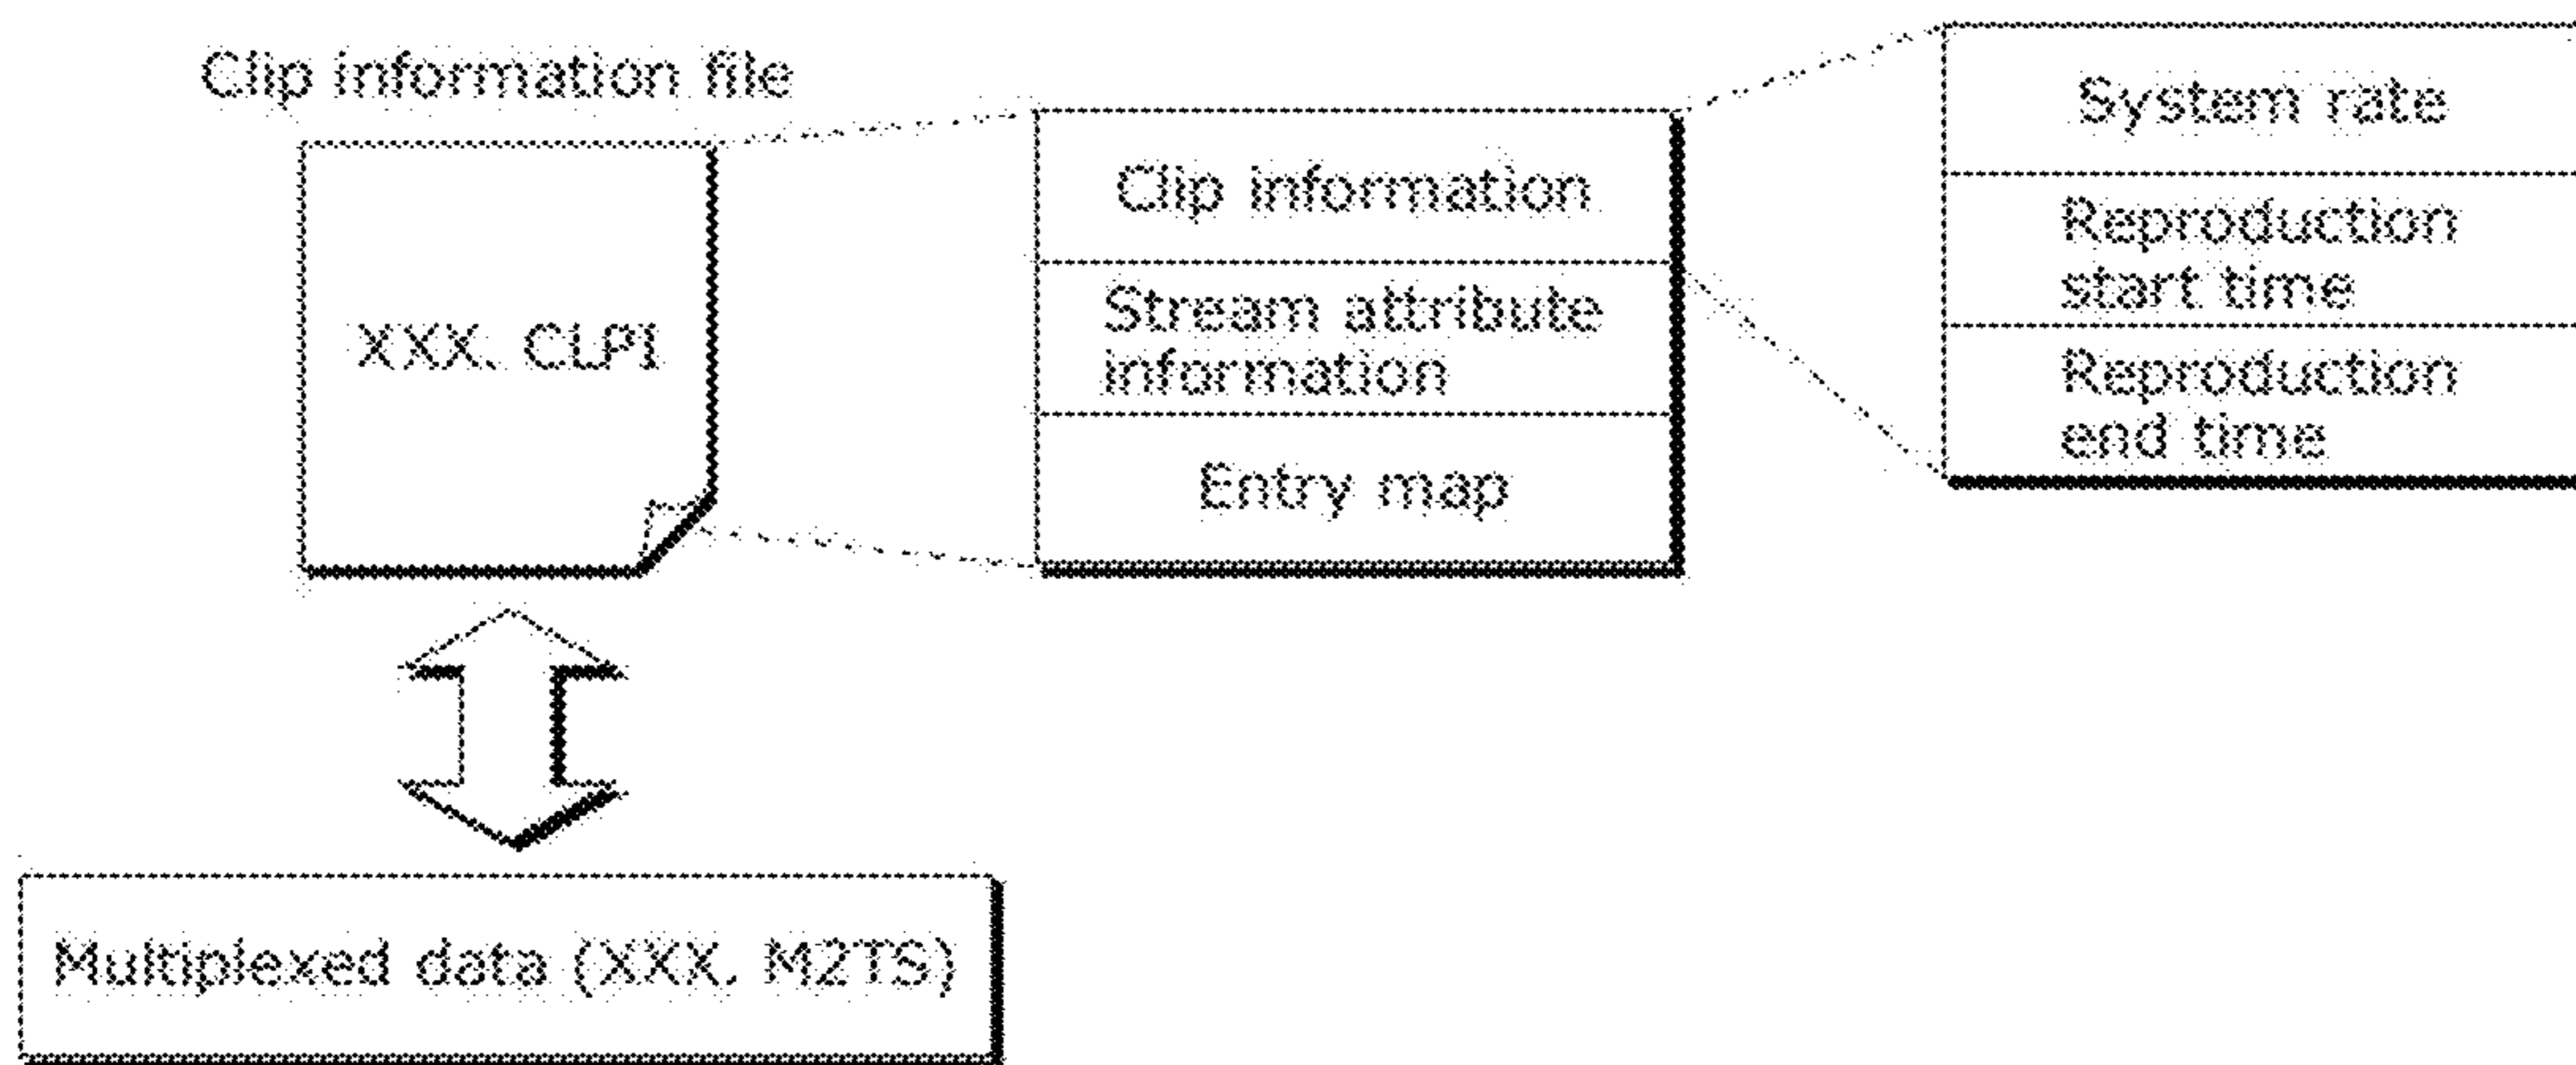 Clip information file
XXX. CLPI
Clip information
Stream attribute
information
Entry map
System rate
Reproduction
start time
Reproduction
end time
Multiplexed data (XXX. M2TS)